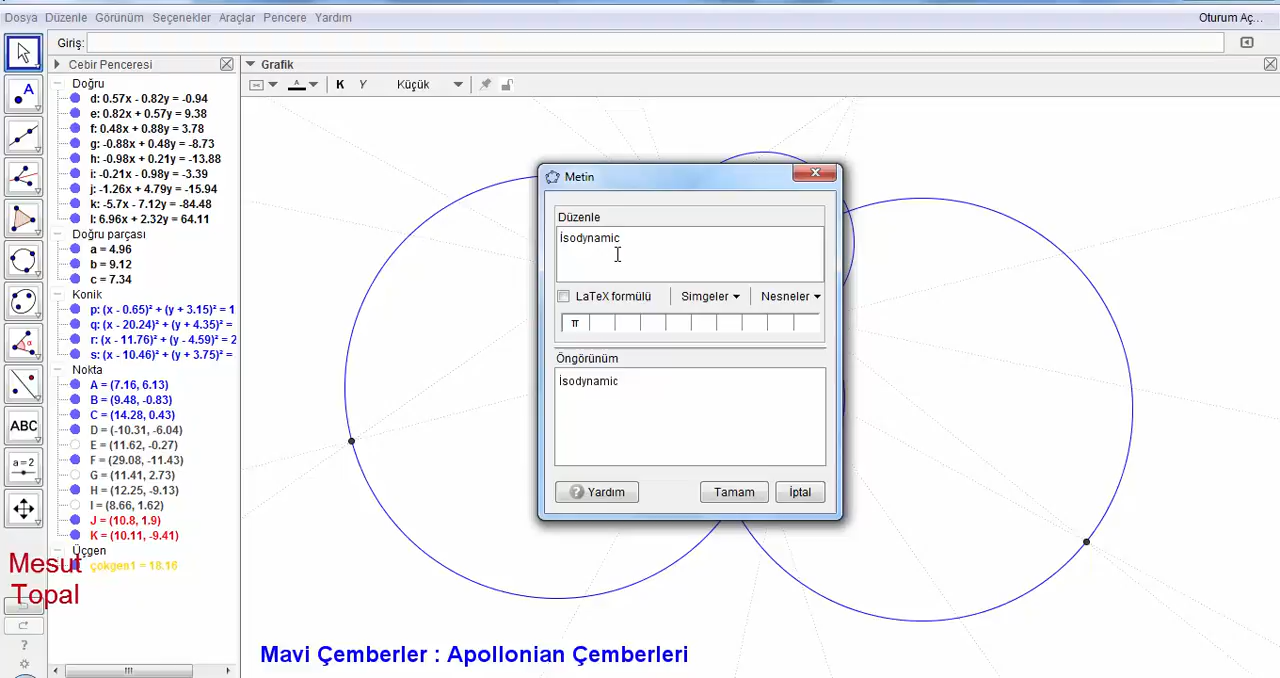 Dosya Düzenle Görünüm Seçenekler Araçlar Pencere Yardım Oturum Aç...
Giriş:
Cebir Penceresi
Grafik
K Y Küçük
Doğru
d: 0.57x - 0.82y = -0.94
e: 0.82x + 0.57y = 9.38
f: 0.48x + 0.88y = 3.78
g: -0.88x + 0.48y = -8.73
h: -0.98x + 0.21y = -13.88
i: -0.21x - 0.98y = -3.39
j: -1.26x + 4.79y = -15.94
k: -5.7x - 7.12y = -84.48
l: 6.96x + 2.32y = 64.11
Doğru parçası
a = 4.96
b = 9.12
c = 7.34
Konik
p: (x - 0.65)² + (y + 3.15)² = 1
q: (x - 20.24)² + (y + 4.35)² =
r: (x - 11.76)² + (y - 4.59)² = 2
s: (x - 10.46)² + (y + 3.75)² =
Nokta
A = (7.16, 6.13)
B = (9.48, -0.83)
C = (14.28, 0.43)
D = (-10.31, -6.04)
E = (11.62, -0.27)
F = (29.08, -11.43)
G = (11.41, 2.73)
H = (12.25, -9.13)
I = (8.66, 1.62)
J = (10.8, 1.9)
K = (10.11, -9.41)
Üçgen
çokgen1 = 18.16
A
α
ABC
a=2
Mesut
Topal
?
Metin
Düzenle
İsodynamic
LaTeX formülü Simgeler Nesneler
π
Öngörünüm
İsodynamic
? Yardım Tamam İptal
Mavi Çemberler : Apollonian Çemberleri